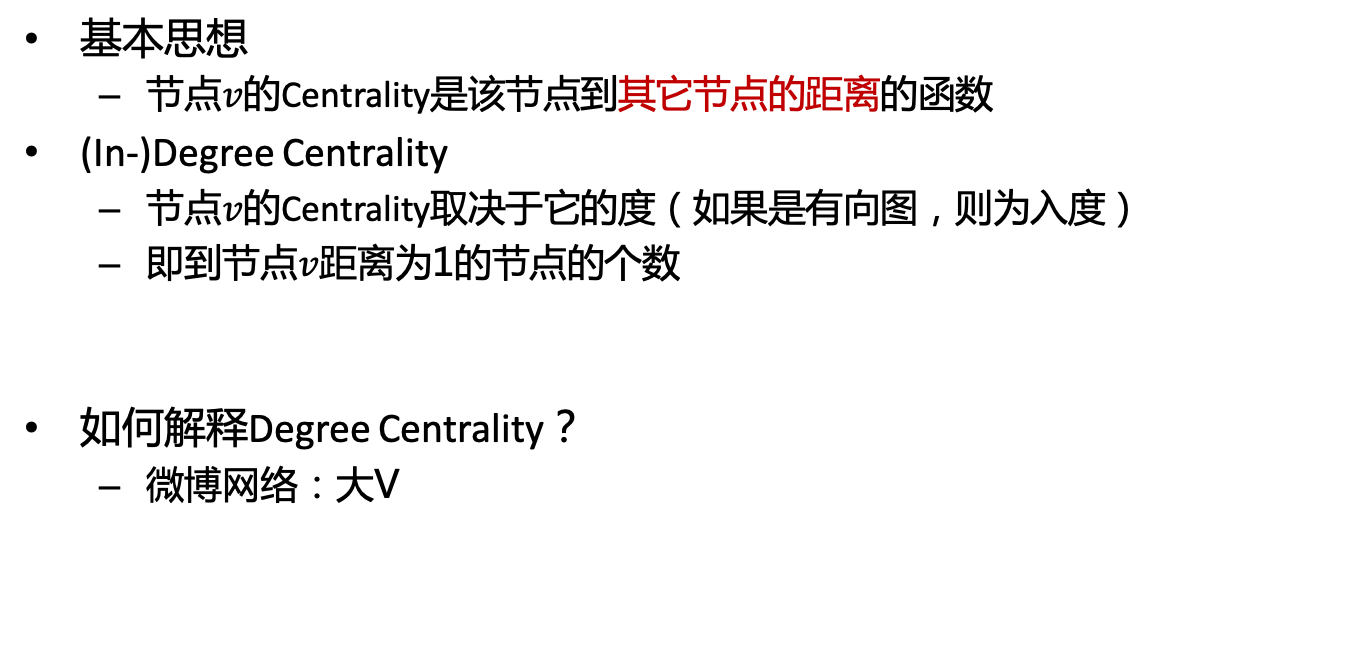 • 基本思想
– 节点v的Centrality是该节点到其它节点的距离的函数
• (In-)Degree Centrality
– 节点v的Centrality取决于它的度（如果是有向图，则为入度）
– 即到节点v距离为1的节点的个数
• 如何解释Degree Centrality？
– 微博网络：大V